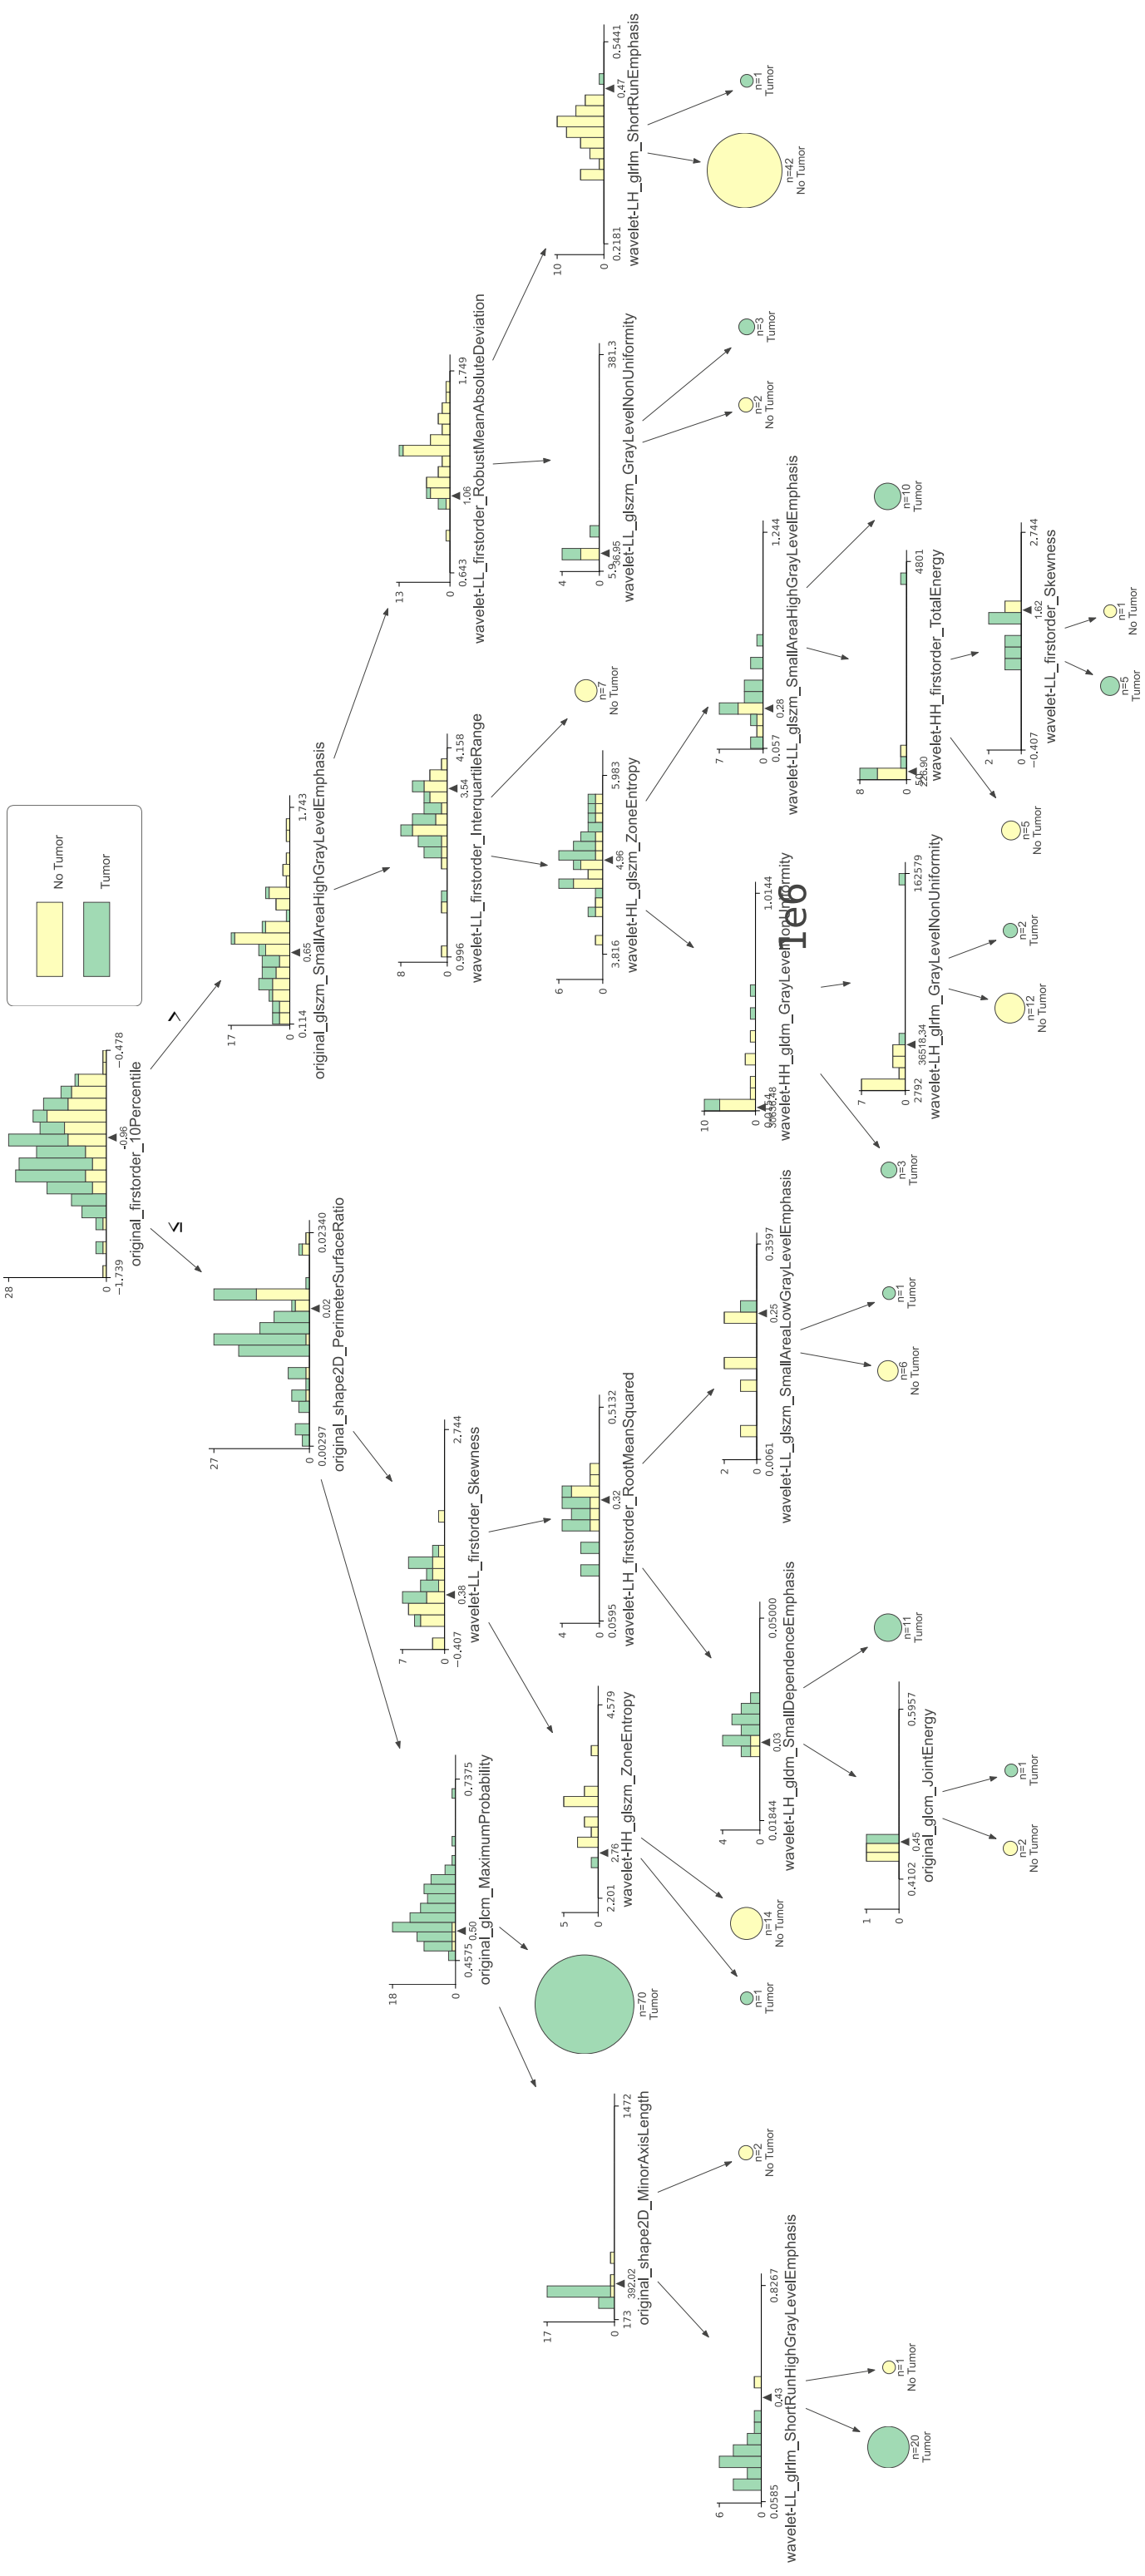 No Tumor
Tumor
28
0
−1.739
-0.96
−0.478
original_firstorder_10Percentile
≤
>
27
0
0.00297
0.02
0.02340
original_shape2D_PerimeterSurfaceRatio
17
0
0.114
0.65
1.743
original_glszm_SmallAreaHighGrayLevelEmphasis
18
0
0.4575
0.50
0.7375
original_glcm_MaximumProbability
7
0
−0.407
0.38
2.744
wavelet-LL_firstorder_Skewness
8
0
0.996
3.54
4.158
wavelet-LL_firstorder_InterquartileRange
13
0
0.643
1.06
1.749
wavelet-LL_firstorder_RobustMeanAbsoluteDeviation
17
0
173
392.02
1472
original_shape2D_MinorAxisLength
n=70
Tumor
5
0
2.201
2.76
4.579
wavelet-HH_glszm_ZoneEntropy
4
0
0.0595
0.32
0.5132
wavelet-LH_firstorder_RootMeanSquared
6
0
3.816
4.96
5.983
wavelet-HL_glszm_ZoneEntropy
n=7
No Tumor
4
0
5.9
36.95
381.3
wavelet-LL_glszm_GrayLevelNonUniformity
10
0
0.2181
0.47
0.5441
wavelet-LH_glrlm_ShortRunEmphasis
6
0
0.0585
0.43
0.8267
wavelet-LL_glrlm_ShortRunHighGrayLevelEmphasis
n=2
No Tumor
n=1
Tumor
n=14
No Tumor
4
0
0.01844
0.03
0.05000
wavelet-LH_gldm_SmallDependenceEmphasis
2
0
0.0061
0.25
0.3597
wavelet-LL_glszm_SmallAreaLowGrayLevelEmphasis
10
0
1.0144
wavelet-HH_gldm_GrayLevelNonUniformity
1e6
7
0
0.057
0.28
1.244
wavelet-LL_glszm_SmallAreaHighGrayLevelEmphasis
n=2
No Tumor
n=3
Tumor
n=42
No Tumor
n=1
Tumor
n=20
Tumor
n=1
No Tumor
1
0
0.4102
0.45
0.5957
original_glcm_JointEnergy
n=11
Tumor
n=6
No Tumor
n=1
Tumor
n=3
Tumor
7
0
2792
36518.34
162579
wavelet-LH_glrlm_GrayLevelNonUniformity
8
0
226.90
4801
wavelet-HH_firstorder_TotalEnergy
n=10
Tumor
n=2
No Tumor
n=1
Tumor
n=12
No Tumor
n=2
Tumor
n=5
No Tumor
2
0
−0.407
1.62
2.744
wavelet-LL_firstorder_Skewness
n=5
Tumor
n=1
No Tumor